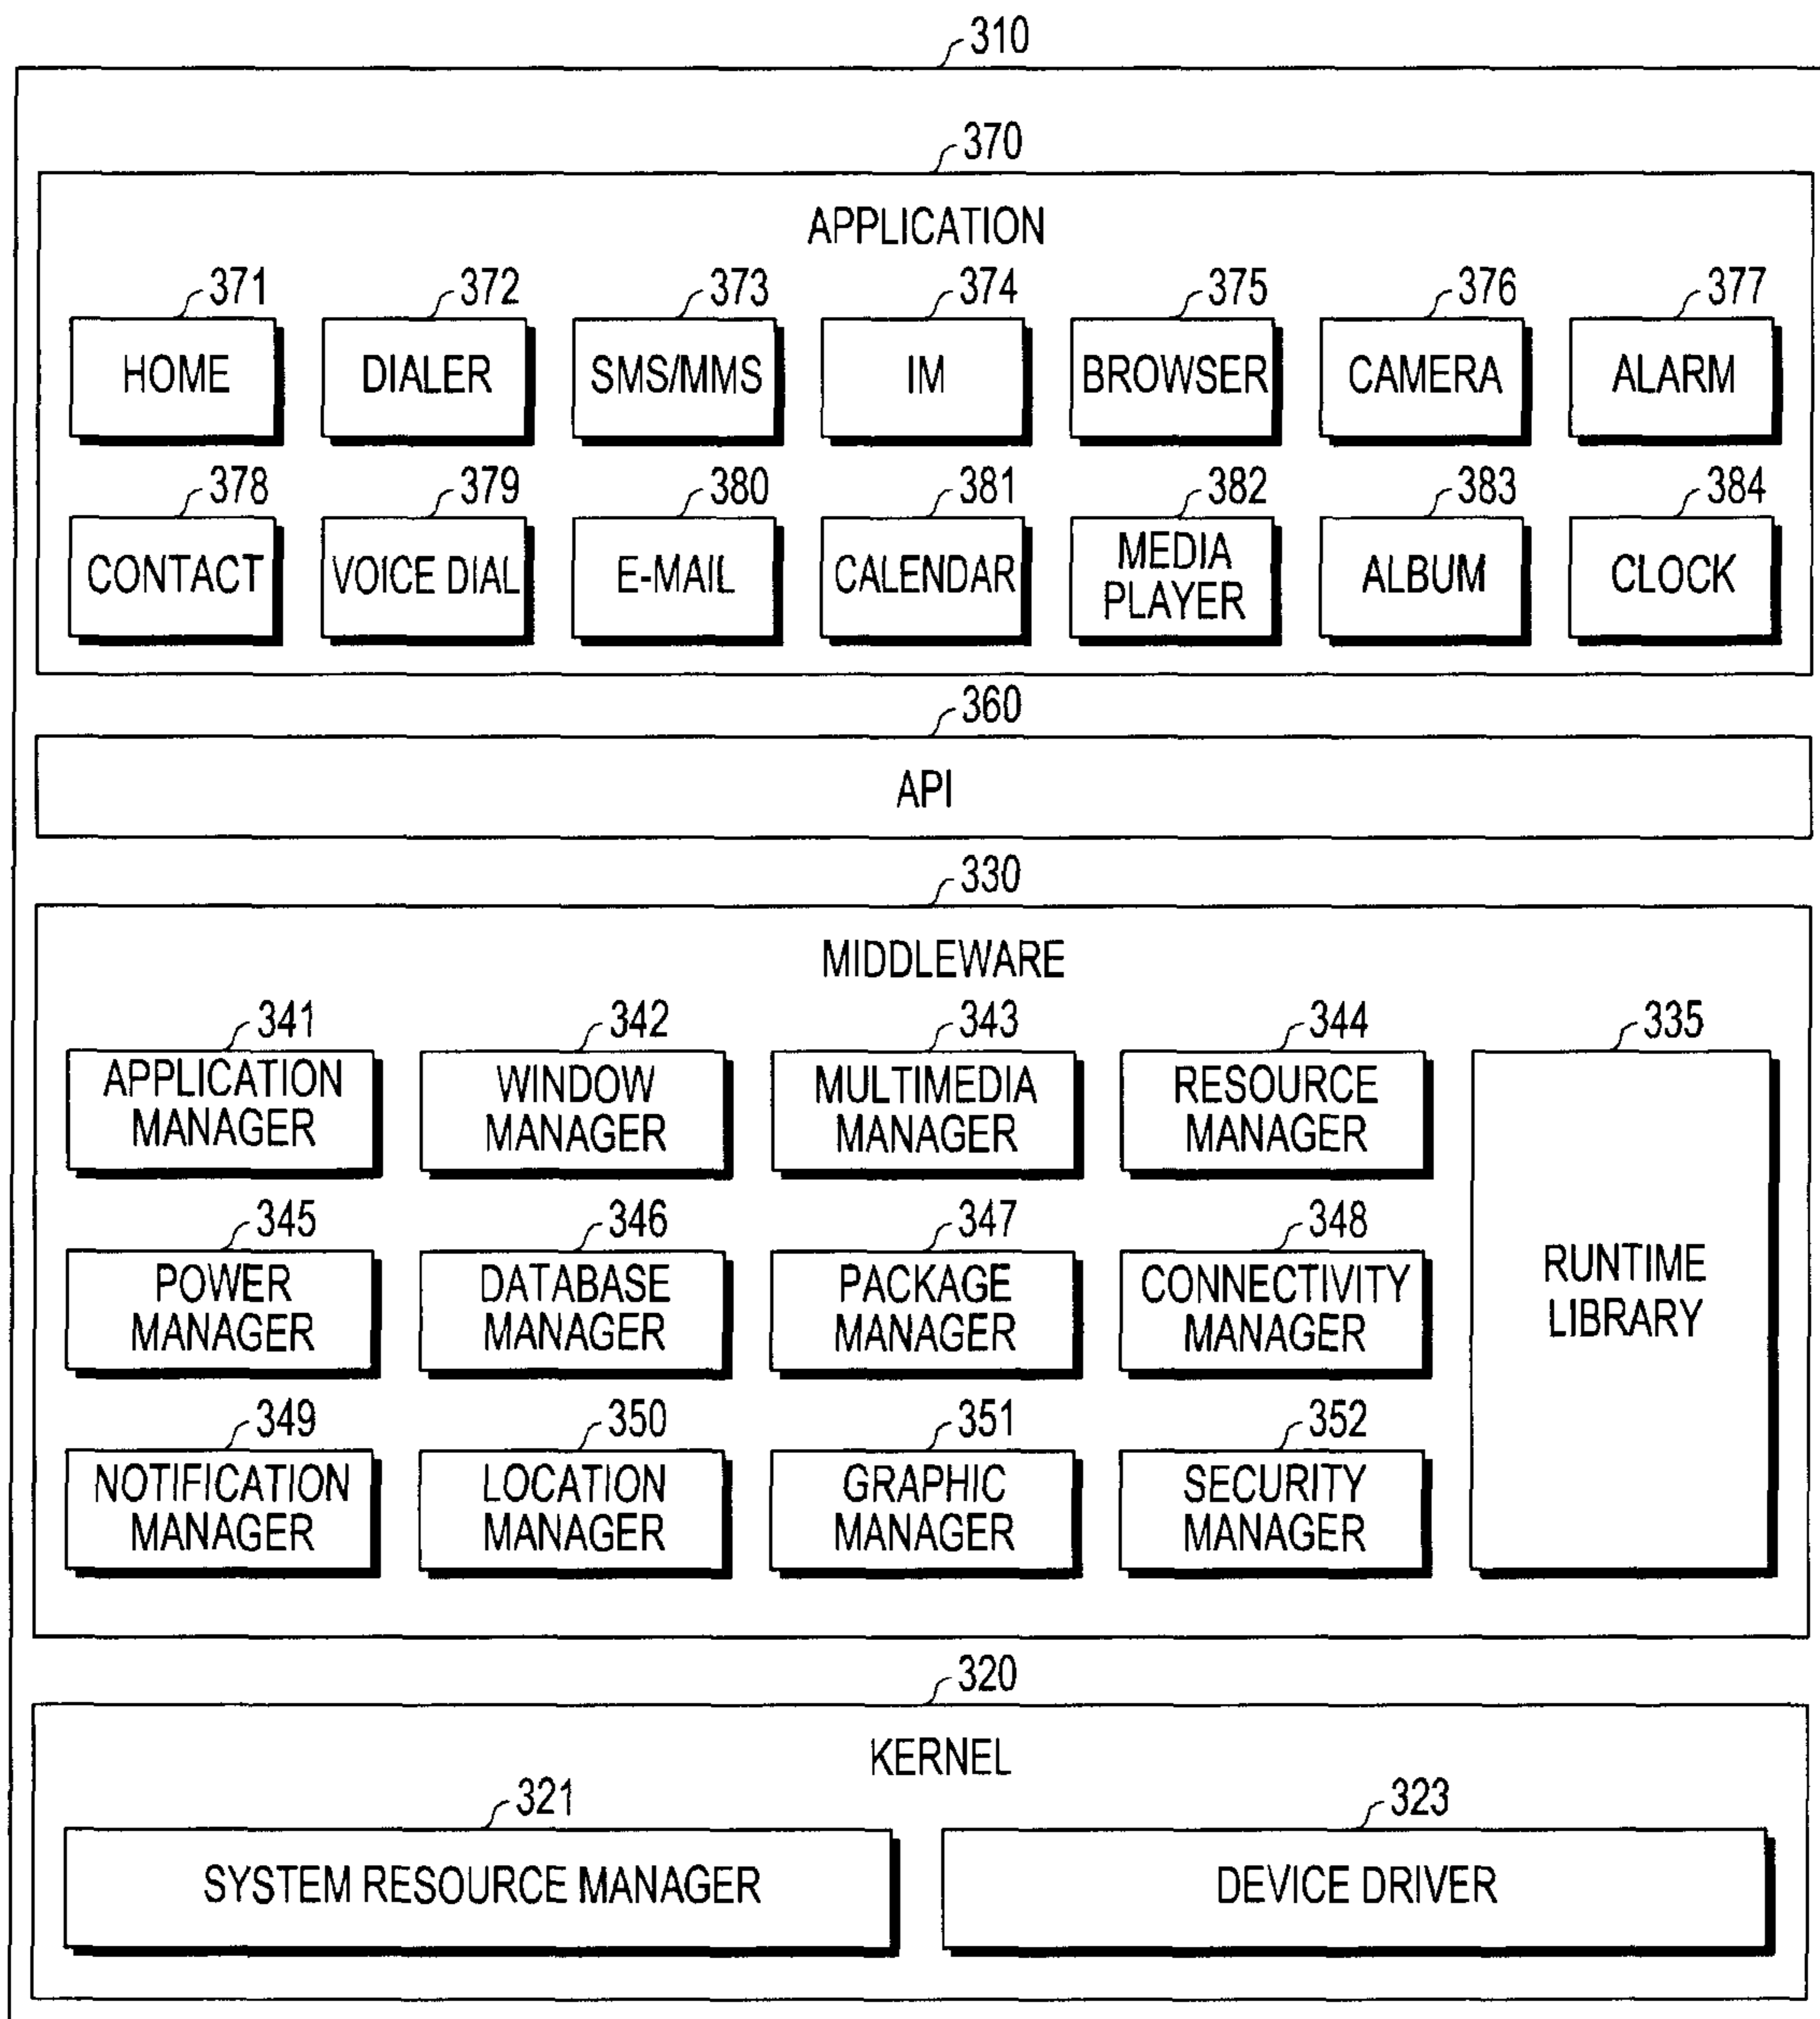 310
370
APPLICATION
371 372 373 374 375 376 377
HOME DIALER SMS/MMS IM BROWSER CAMERA ALARM
378 379 380 381 382 383 384
CONTACT VOICE DIAL E-MAIL CALENDAR MEDIA PLAYER ALBUM CLOCK
360
API
330
MIDDLEWARE
341 342 343 344 335
APPLICATION MANAGER
WINDOW MANAGER
MULTIMEDIA MANAGER
RESOURCE MANAGER
RUNTIME LIBRARY
345 346 347 348
POWER MANAGER
DATABASE MANAGER
PACKAGE MANAGER
CONNECTIVITY MANAGER
349 350 351 352
NOTIFICATION MANAGER
LOCATION MANAGER
GRAPHIC MANAGER
SECURITY MANAGER
320
KERNEL
321 323
SYSTEM RESOURCE MANAGER DEVICE DRIVER